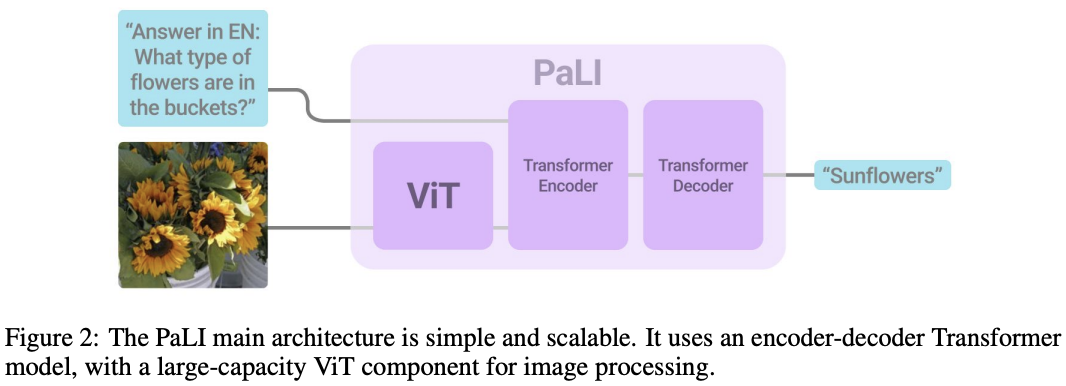 “Answer in EN:
What type of
flowers are in
the buckets?”
PaLI
ViT
Transformer
Encoder
Transformer
Decoder
“Sunflowers”
Figure 2: The PaLI main architecture is simple and scalable. It uses an encoder-decoder Transformer
model, with a large-capacity ViT component for image processing.